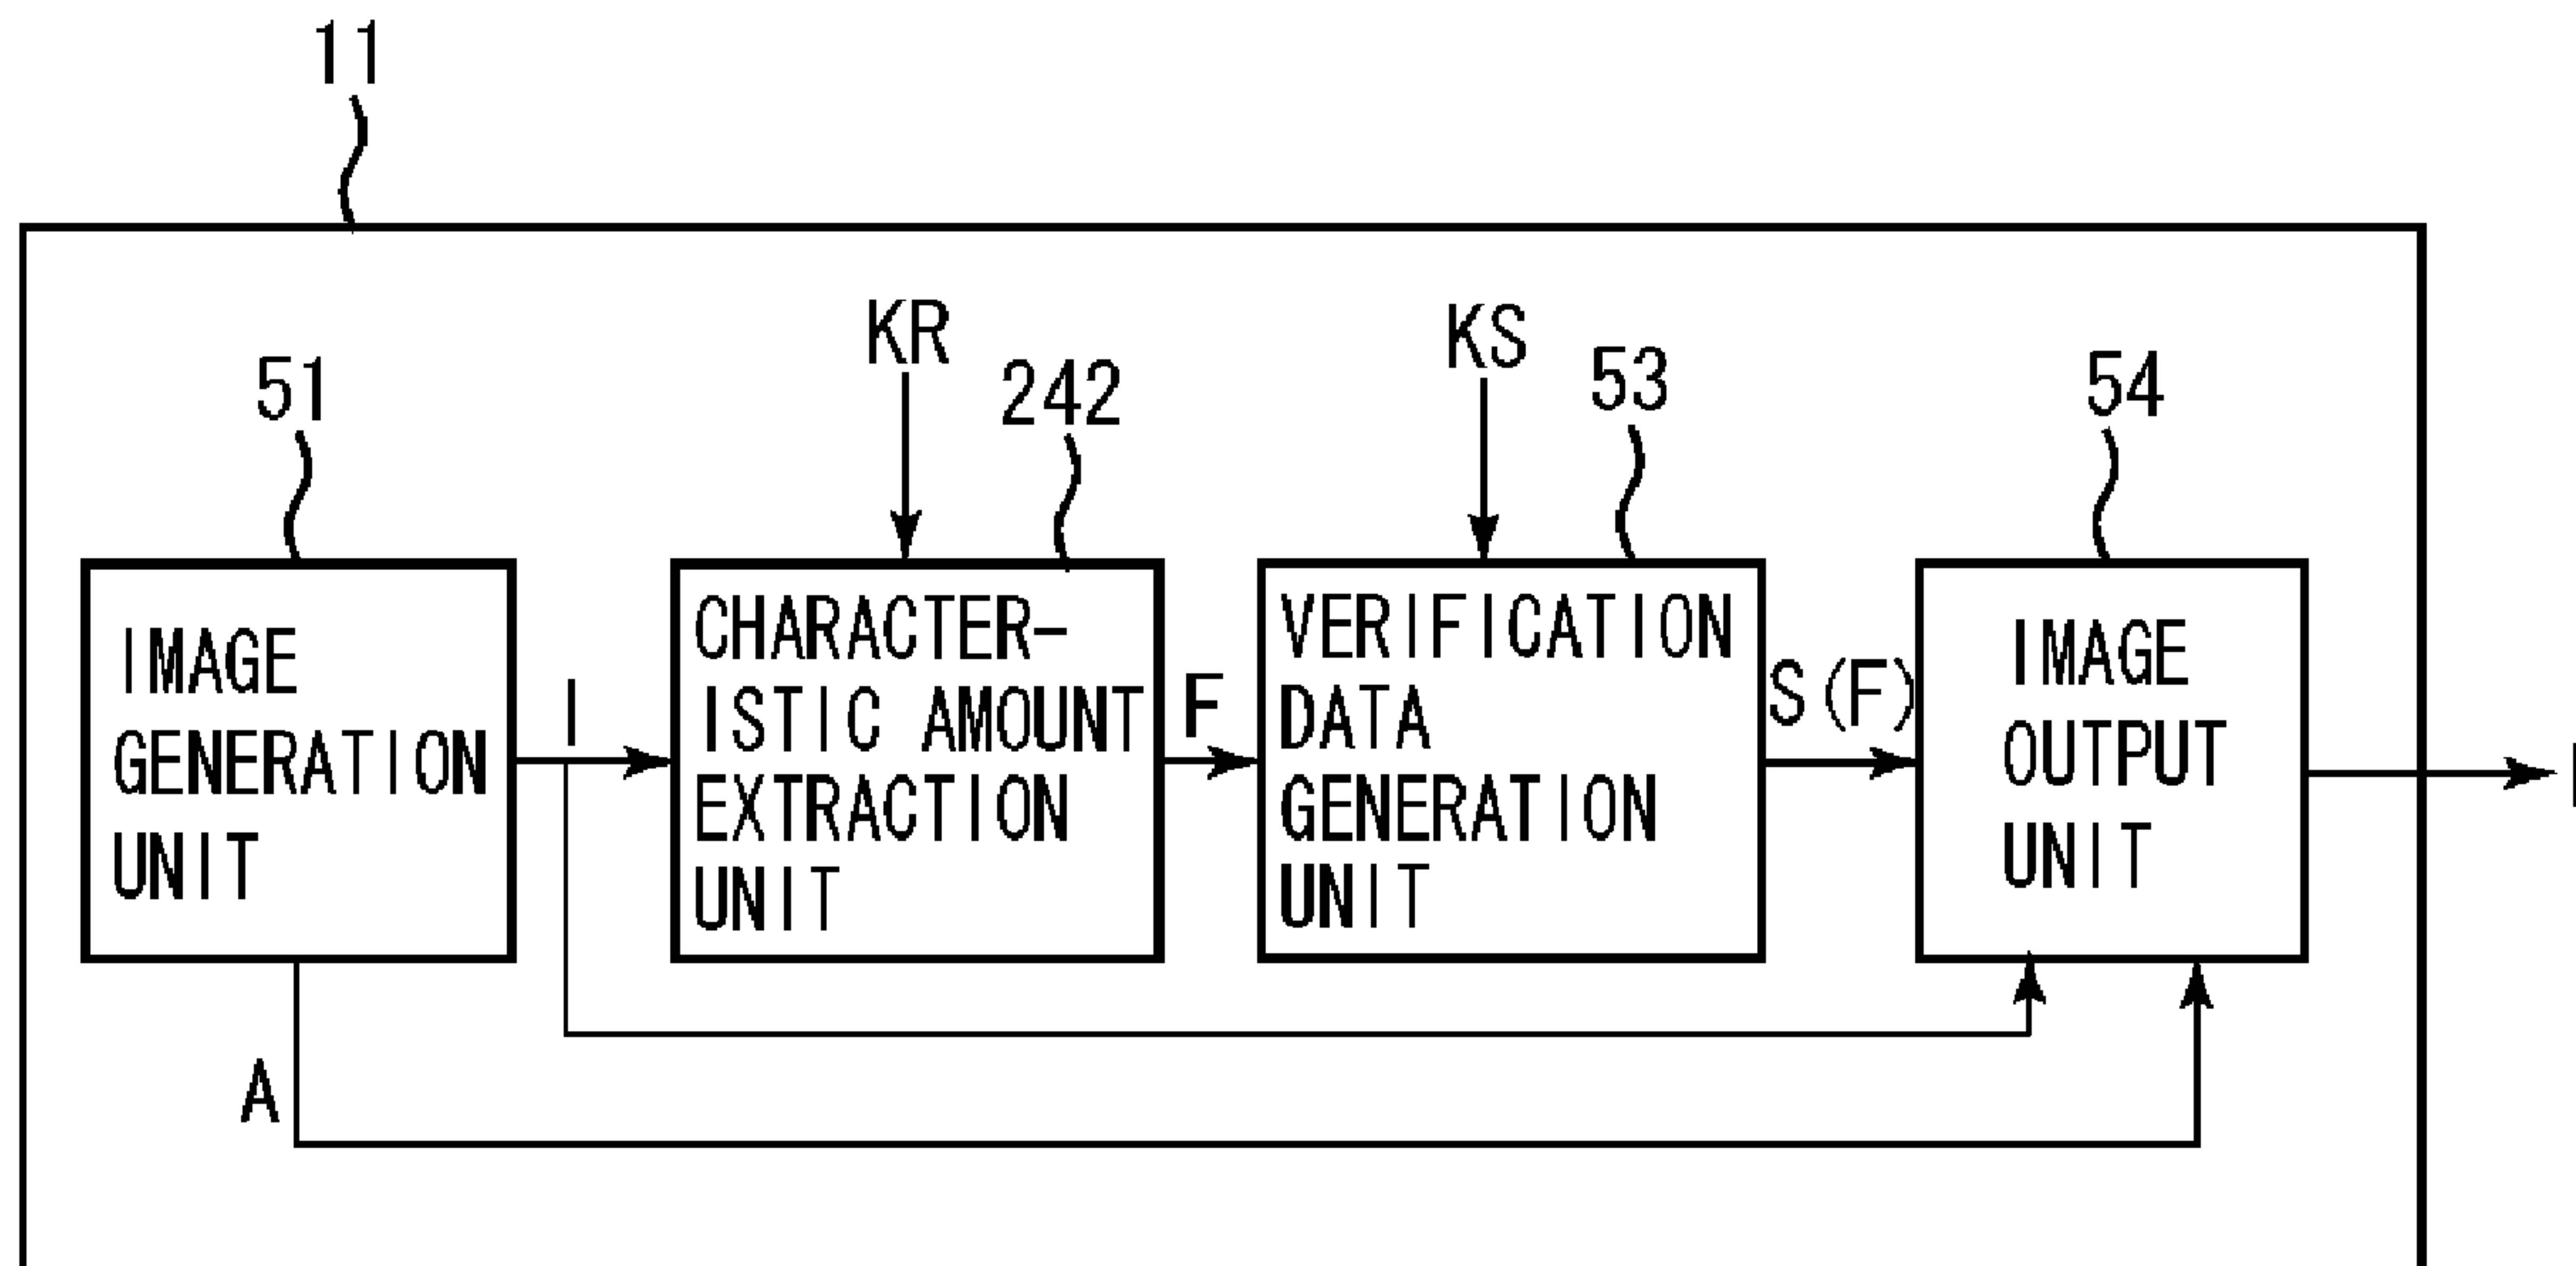 11
KR
KS
51
242
53
54
IMAGE
GENERATION
UNIT
I
CHARACTER-
ISTIC AMOUNT
EXTRACTION
UNIT
F
VERIFICATION
DATA
GENERATION
UNIT
S(F)
IMAGE
OUTPUT
UNIT
A